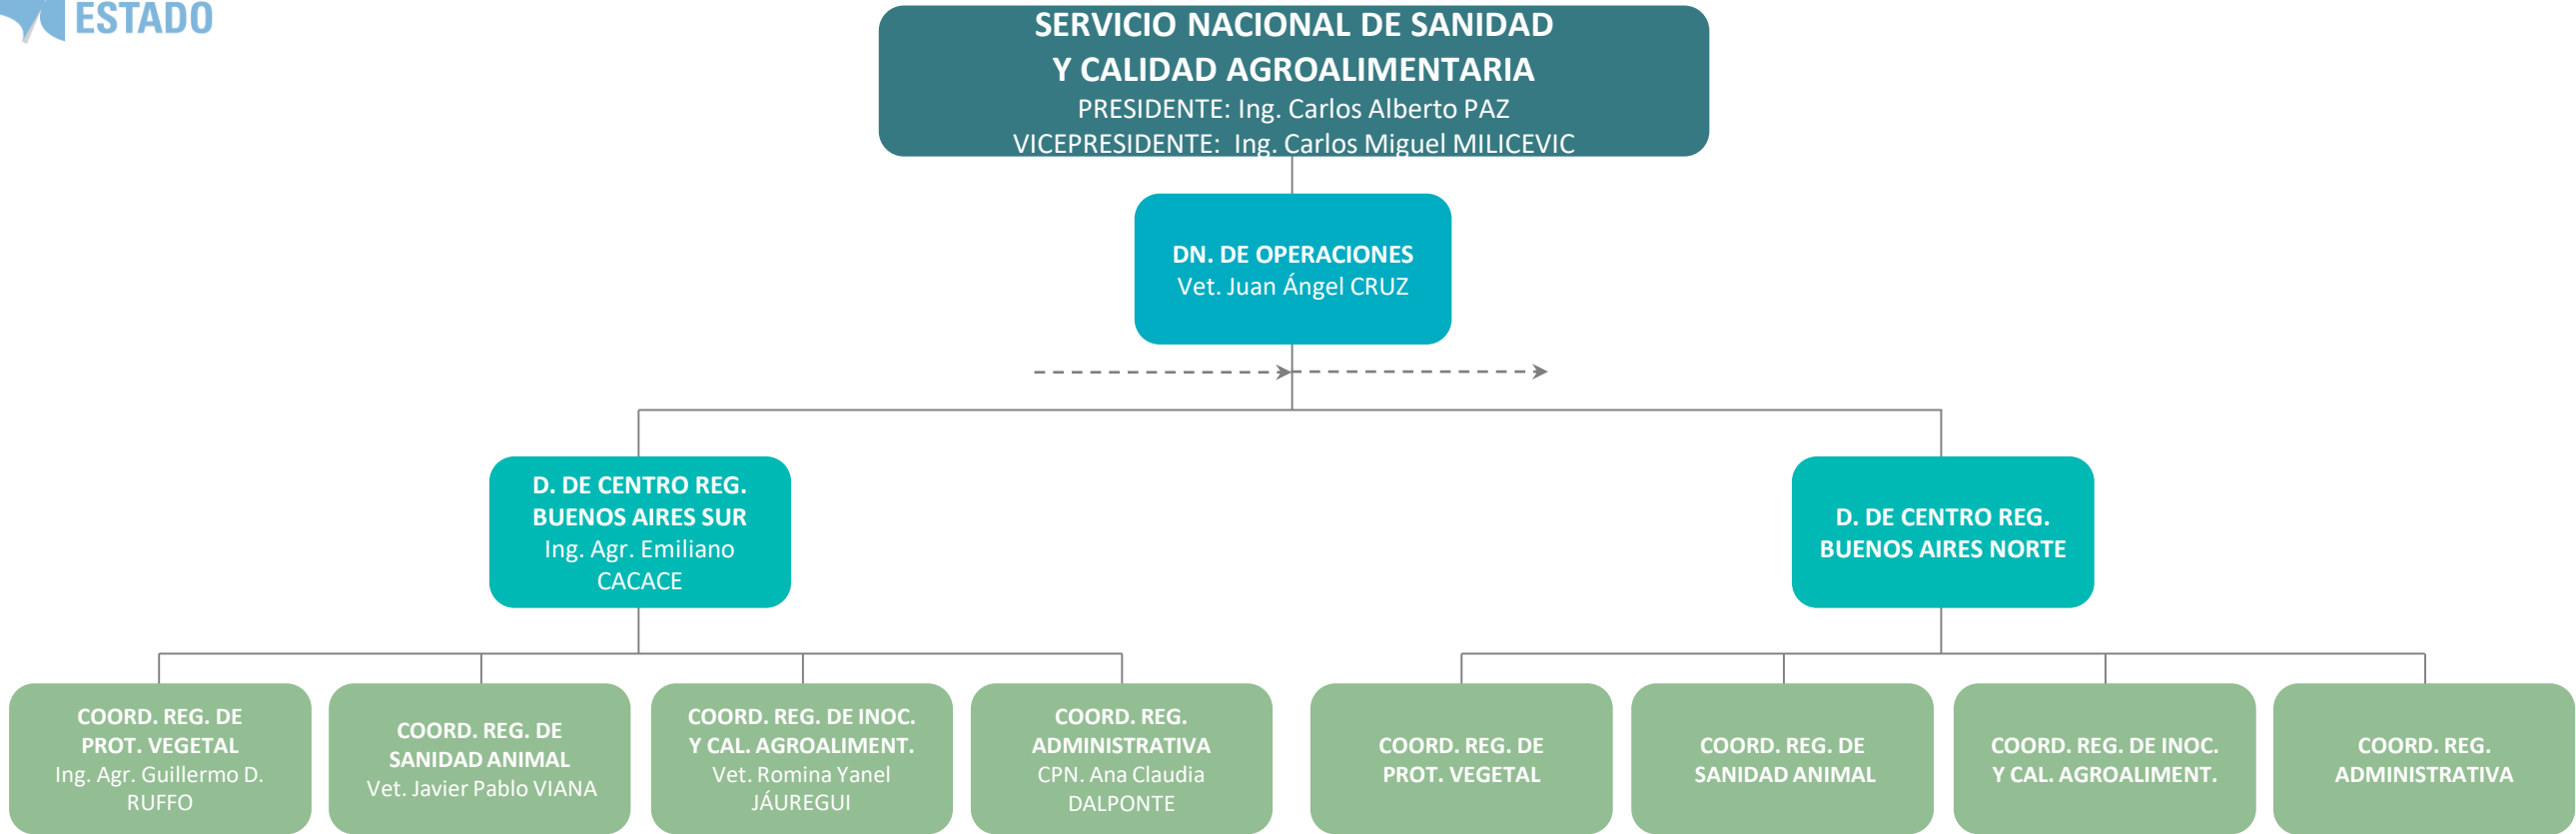 ESTADO
SERVICIO NACIONAL DE SANIDAD
Y CALIDAD AGROALIMENTARIA
PRESIDENTE: Ing. Carlos Alberto PAZ
VICEPRESIDENTE: Ing. Carlos Miguel MILICEVIC
DN. DE OPERACIONES
Vet. Juan Ángel CRUZ
D. DE CENTRO REG.
BUENOS AIRES SUR
Ing. Agr. Emiliano
CACACE
D. DE CENTRO REG.
BUENOS AIRES NORTE
COORD. REG. DE
PROT. VEGETAL
Ing. Agr. Guillermo D.
RUFFO
COORD. REG. DE
SANIDAD ANIMAL
Vet. Javier Pablo VIANA
COORD. REG. DE INOC.
Y CAL. AGROALIMENT.
Vet. Romina Yanel
JÁUREGUI
COORD. REG.
ADMINISTRATIVA
CPN. Ana Claudia
DALPONTE
COORD. REG. DE
PROT. VEGETAL
COORD. REG. DE
SANIDAD ANIMAL
COORD. REG. DE INOC.
Y CAL. AGROALIMENT.
COORD. REG.
ADMINISTRATIVA